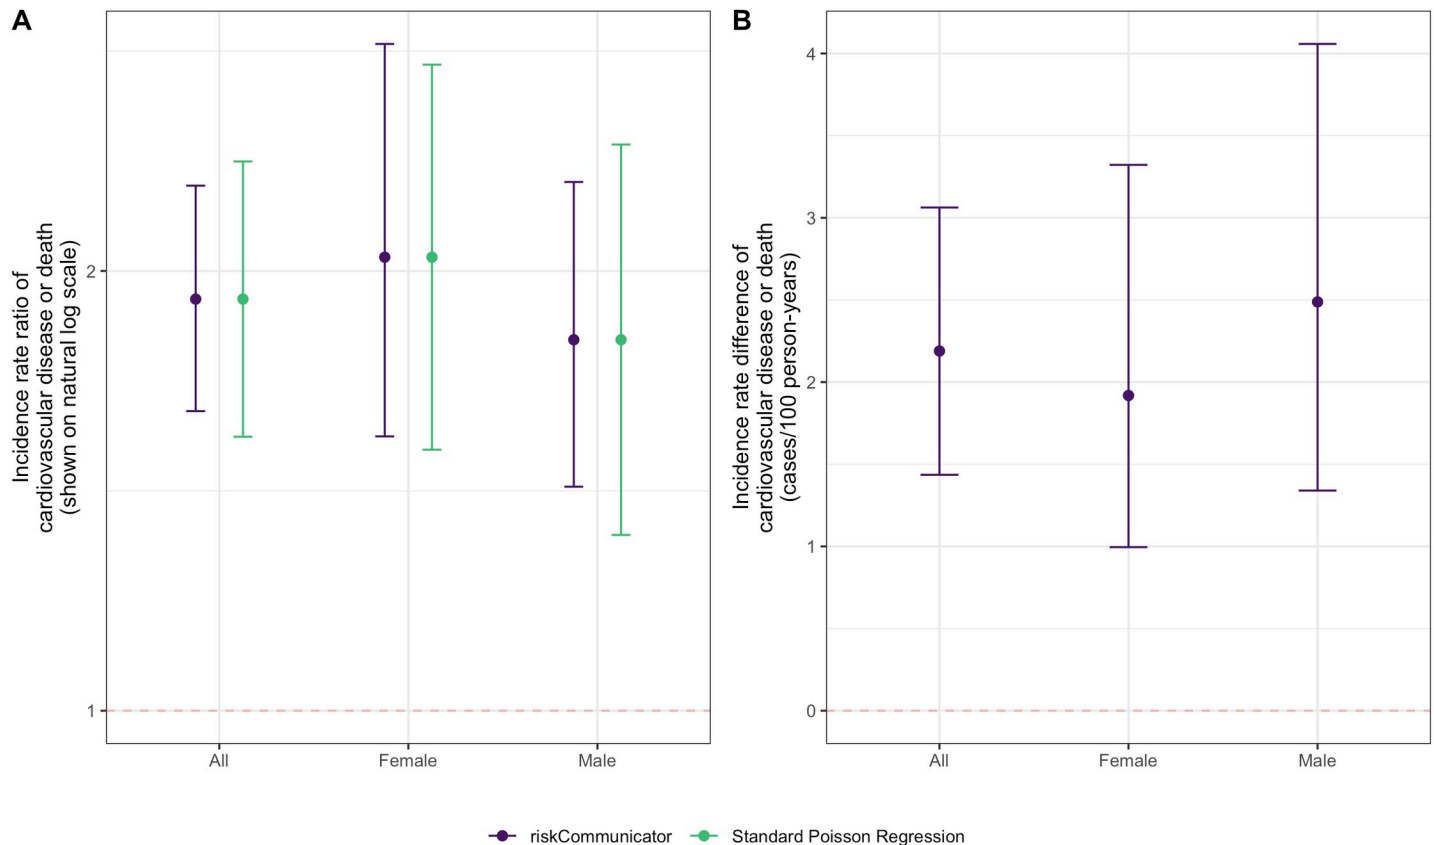 A
Incidence rate ratio of
cardiovascular disease or death
(shown on natural log scale)
2
1
All Female Male
B
Incidence rate difference of
cardiovascular disease or death
(cases/100 person-years)
4
3
2
1
0
All Female Male
riskCommunicator Standard Poisson Regression